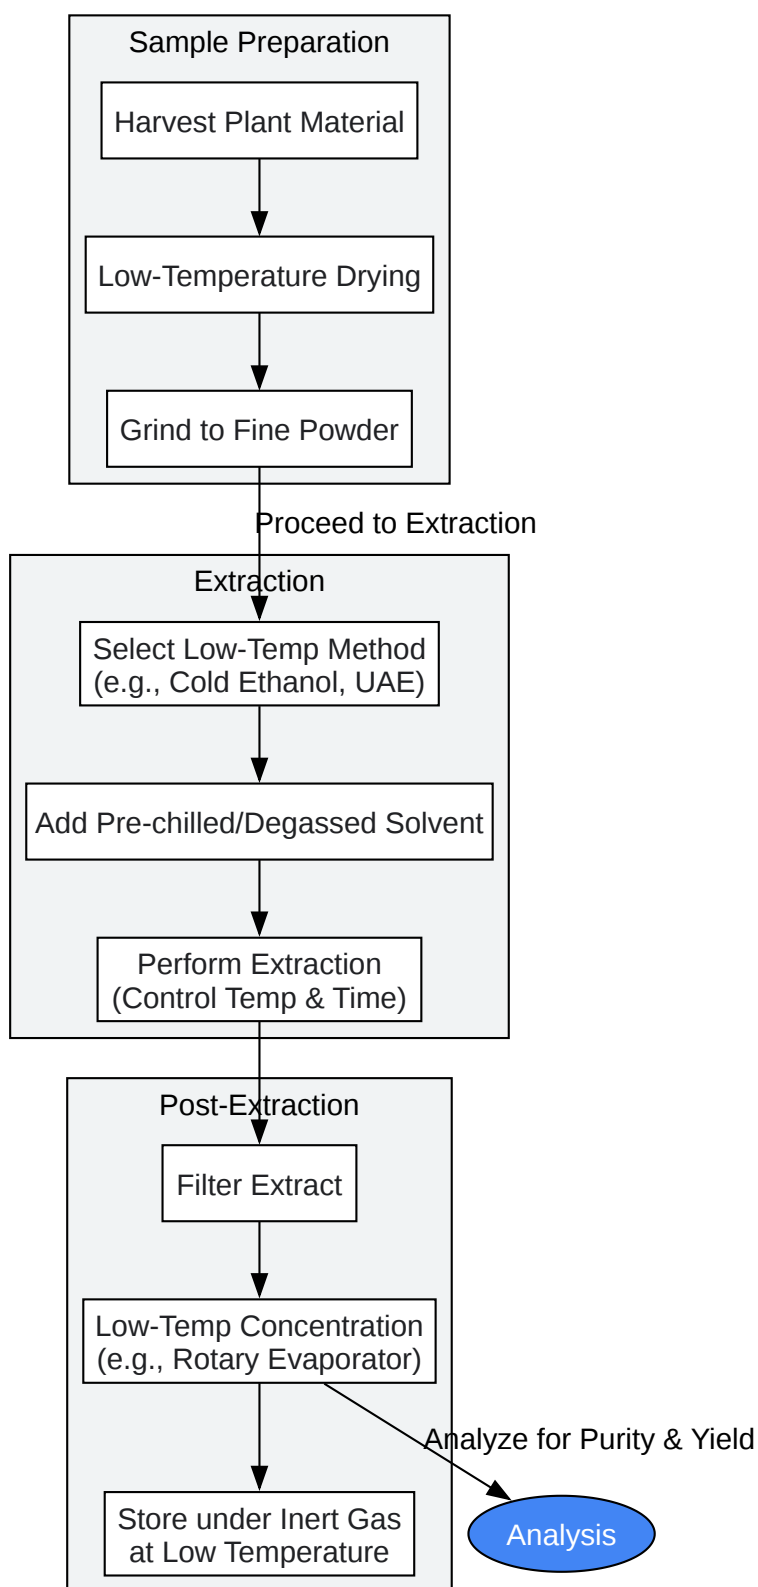 Sample Preparation
Harvest Plant Material
Low-Temperature Drying
Grind to Fine Powder
Proceed to Extraction
Extraction
Select Low-Temp Method
(e.g., Cold Ethanol, UAE)
Add Pre-chilled/Degassed Solvent
Perform Extraction
(Control Temp & Time)
Post-Extraction
Filter Extract
Low-Temp Concentration
(e.g., Rotary Evaporator)
Analyze for Purity & Yield
Store under Inert Gas
at Low Temperature
Analysis